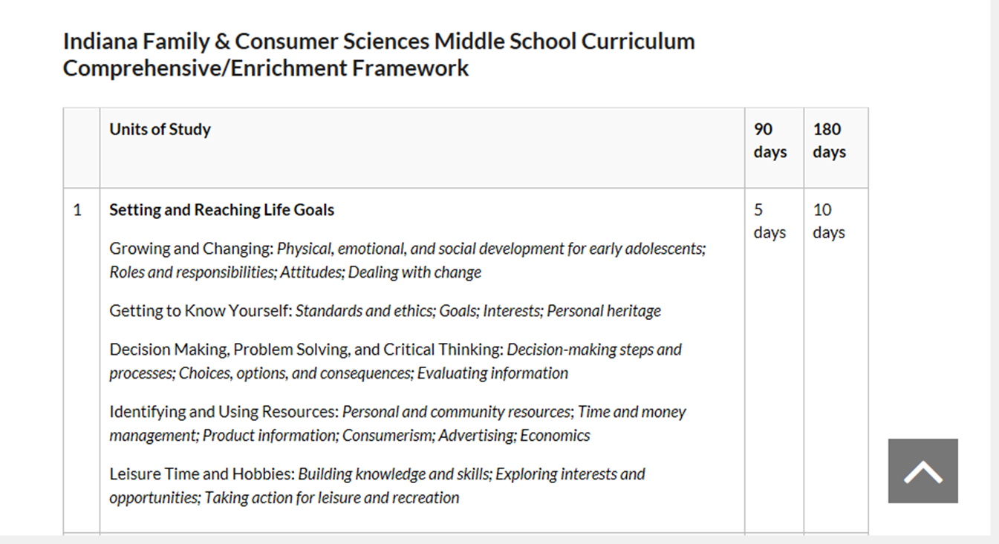 Indiana Family & Consumer Sciences Middle School Curriculum
Comprehensive/Enrichment Framework
Units of Study
90
days
180
days
1
Setting and Reaching Life Goals
5
days
10
days
Growing and Changing: Physical, emotional, and social development for early adolescents;
Roles and responsibilities; Attitudes; Dealing with change
Getting to Know Yourself: Standards and ethics; Goals; Interests; Personal heritage
Decision Making, Problem Solving, and Critical Thinking: Decision-making steps and
processes; Choices, options, and consequences; Evaluating information
Identifying and Using Resources: Personal and community resources; Time and money
management; Product information; Consumerism; Advertising; Economics
Leisure Time and Hobbies: Building knowledge and skills; Exploring interests and
opportunities; Taking action for leisure and recreation